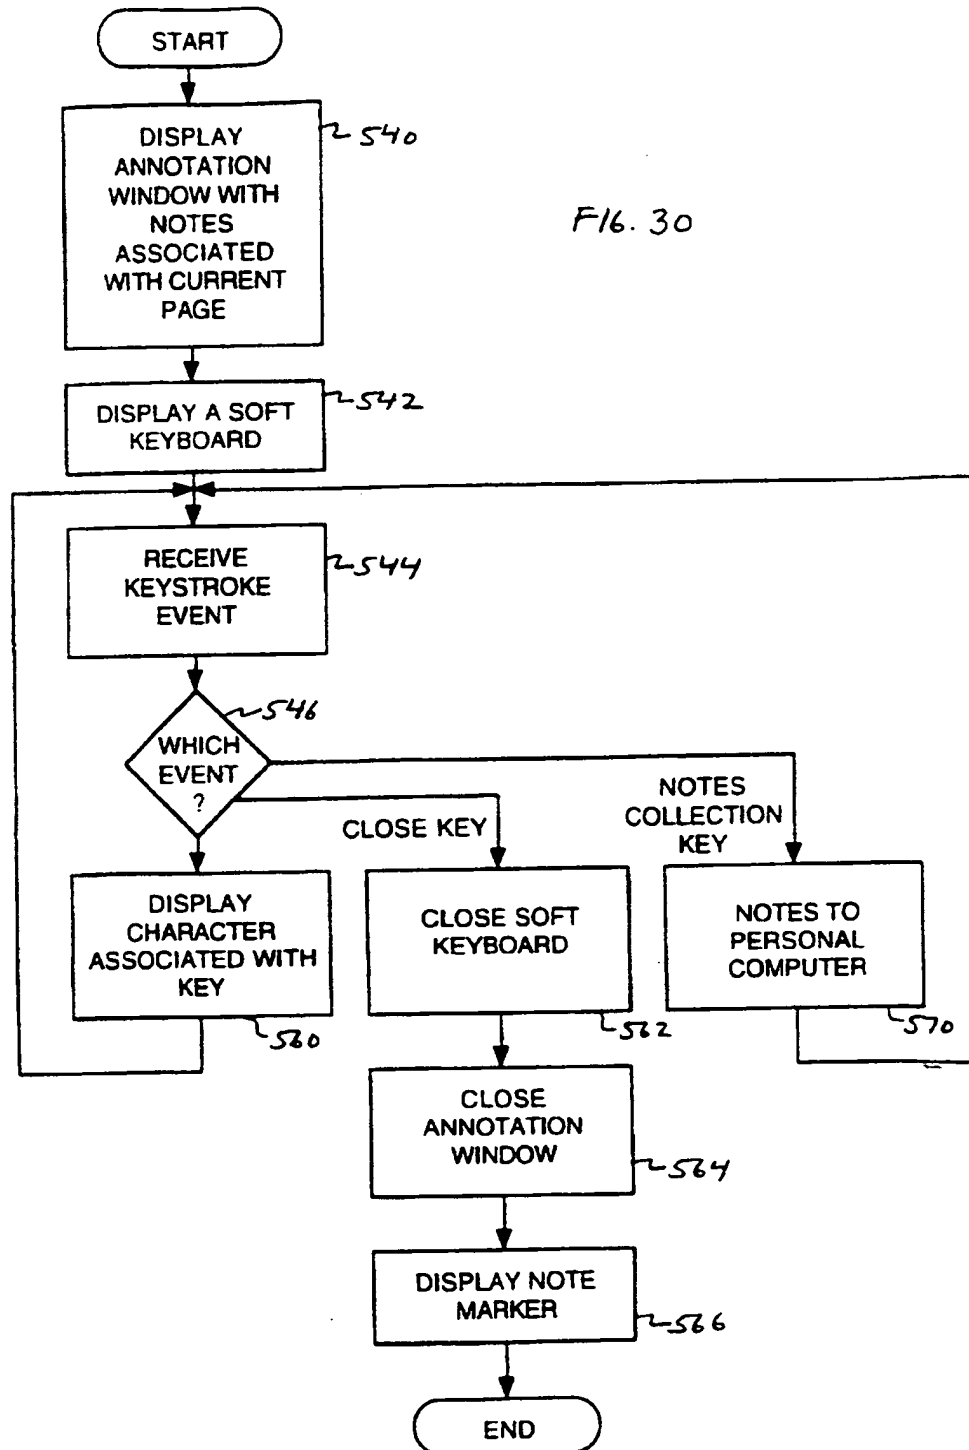 START
DISPLAY
ANNOTATION
WINDOW WITH
NOTES
ASSOCIATED
WITH CURRENT
PAGE
540
FIG. 30
DISPLAY A SOFT
KEYBOARD
542
RECEIVE
KEYSTROKE
EVENT
544
WHICH
EVENT
?
546
CLOSE KEY
NOTES
COLLECTION
KEY
DISPLAY
CHARACTER
ASSOCIATED WITH
KEY
560
CLOSE SOFT
KEYBOARD
562
NOTES TO
PERSONAL
COMPUTER
570
CLOSE
ANNOTATION
WINDOW
564
DISPLAY NOTE
MARKER
566
END